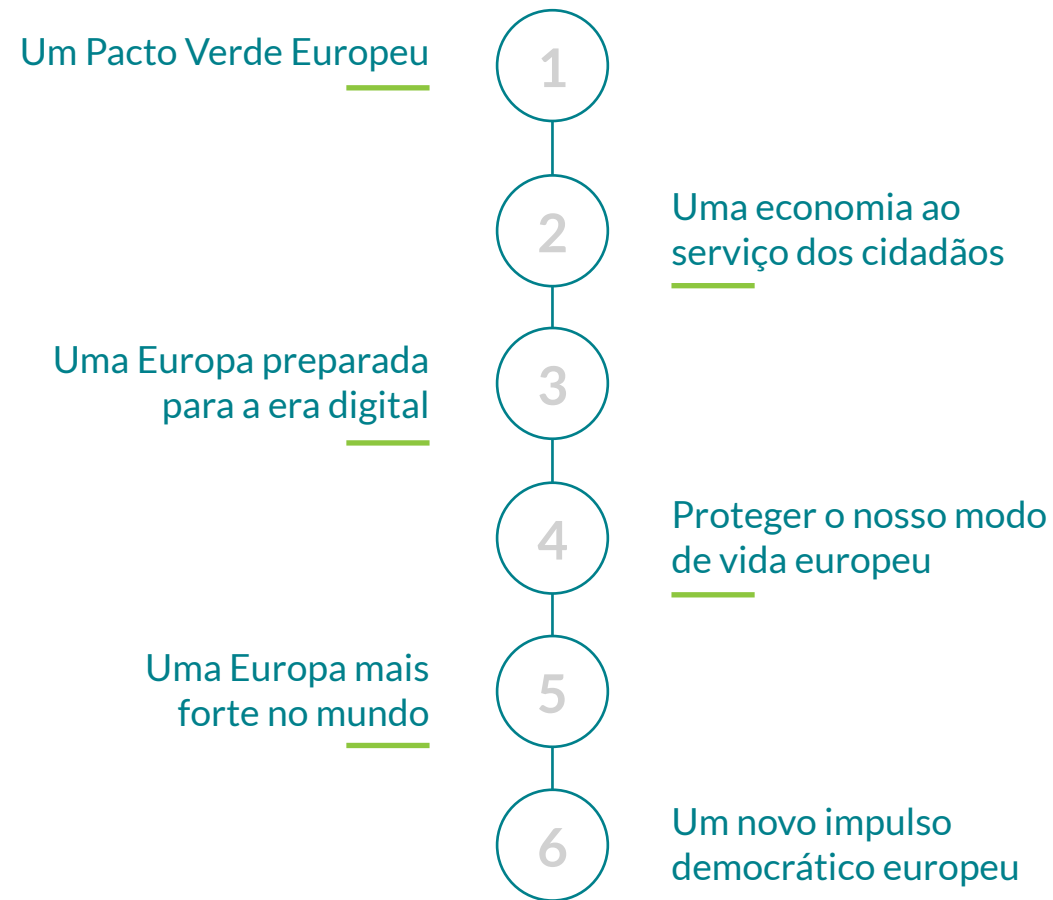 Um Pacto Verde Europeu
1
2
Uma economia ao
serviço dos cidadãos
Uma Europa preparada
para a era digital
3
4
Proteger o nosso modo
de vida europeu
Uma Europa mais
forte no mundo
5
6
Um novo impulso
democrático europeu